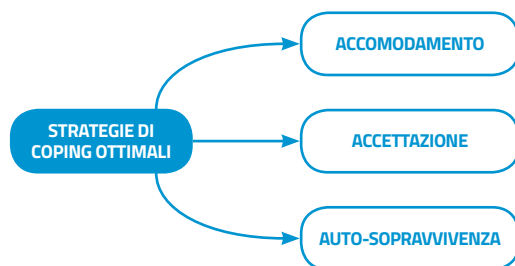 ACCOMODAMENTO
STRATEGIE DI
COPING OTTIMALI
ACCETTAZIONE
AUTO-SOPRAVVIVENZA